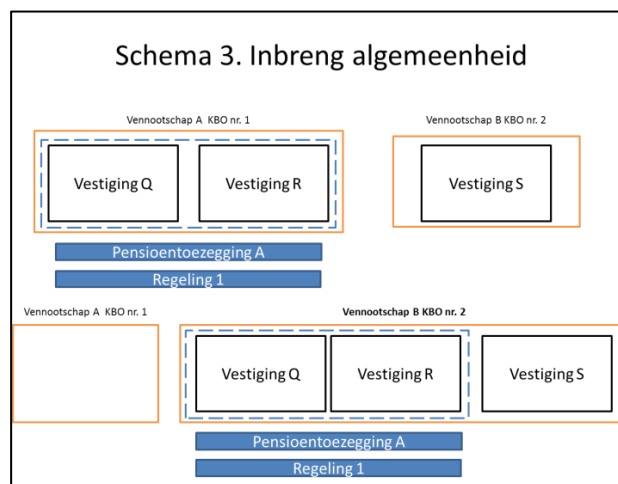 Schema 3. Inbreng algemeenheid
Vennootschap A KBO nr. 1
Vennootschap B KBO nr. 2
Vestiging Q
Vestiging R
Vestiging S
Pensioentoezegging A
Regeling 1
Vennootschap A KBO nr. 1
Vennootschap B KBO nr. 2
Vestiging Q
Vestiging R
Vestiging S
Pensioentoezegging A
Regeling 1